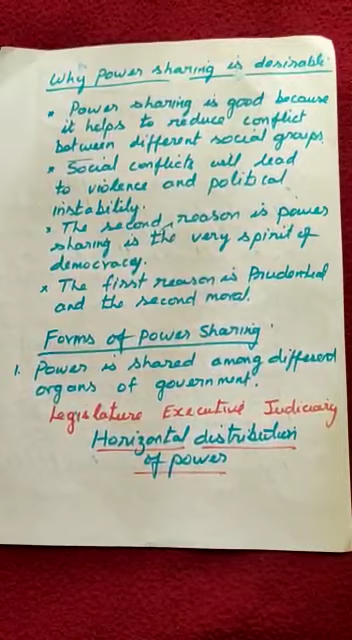 Why power sharing is desirable
* Power sharing is good because
it helps to reduce conflict
between different social groups.
* Social conflicts will lead
to violence and political
instability.
* The second reason is power
sharing is the very spirit of
democracy.
* The first reason is Prudential
and the second moral.
Forms of Power Sharing
1. Power is shared among different
organs of government.
Legislature Executive Judiciary
Horizontal distribution
of power